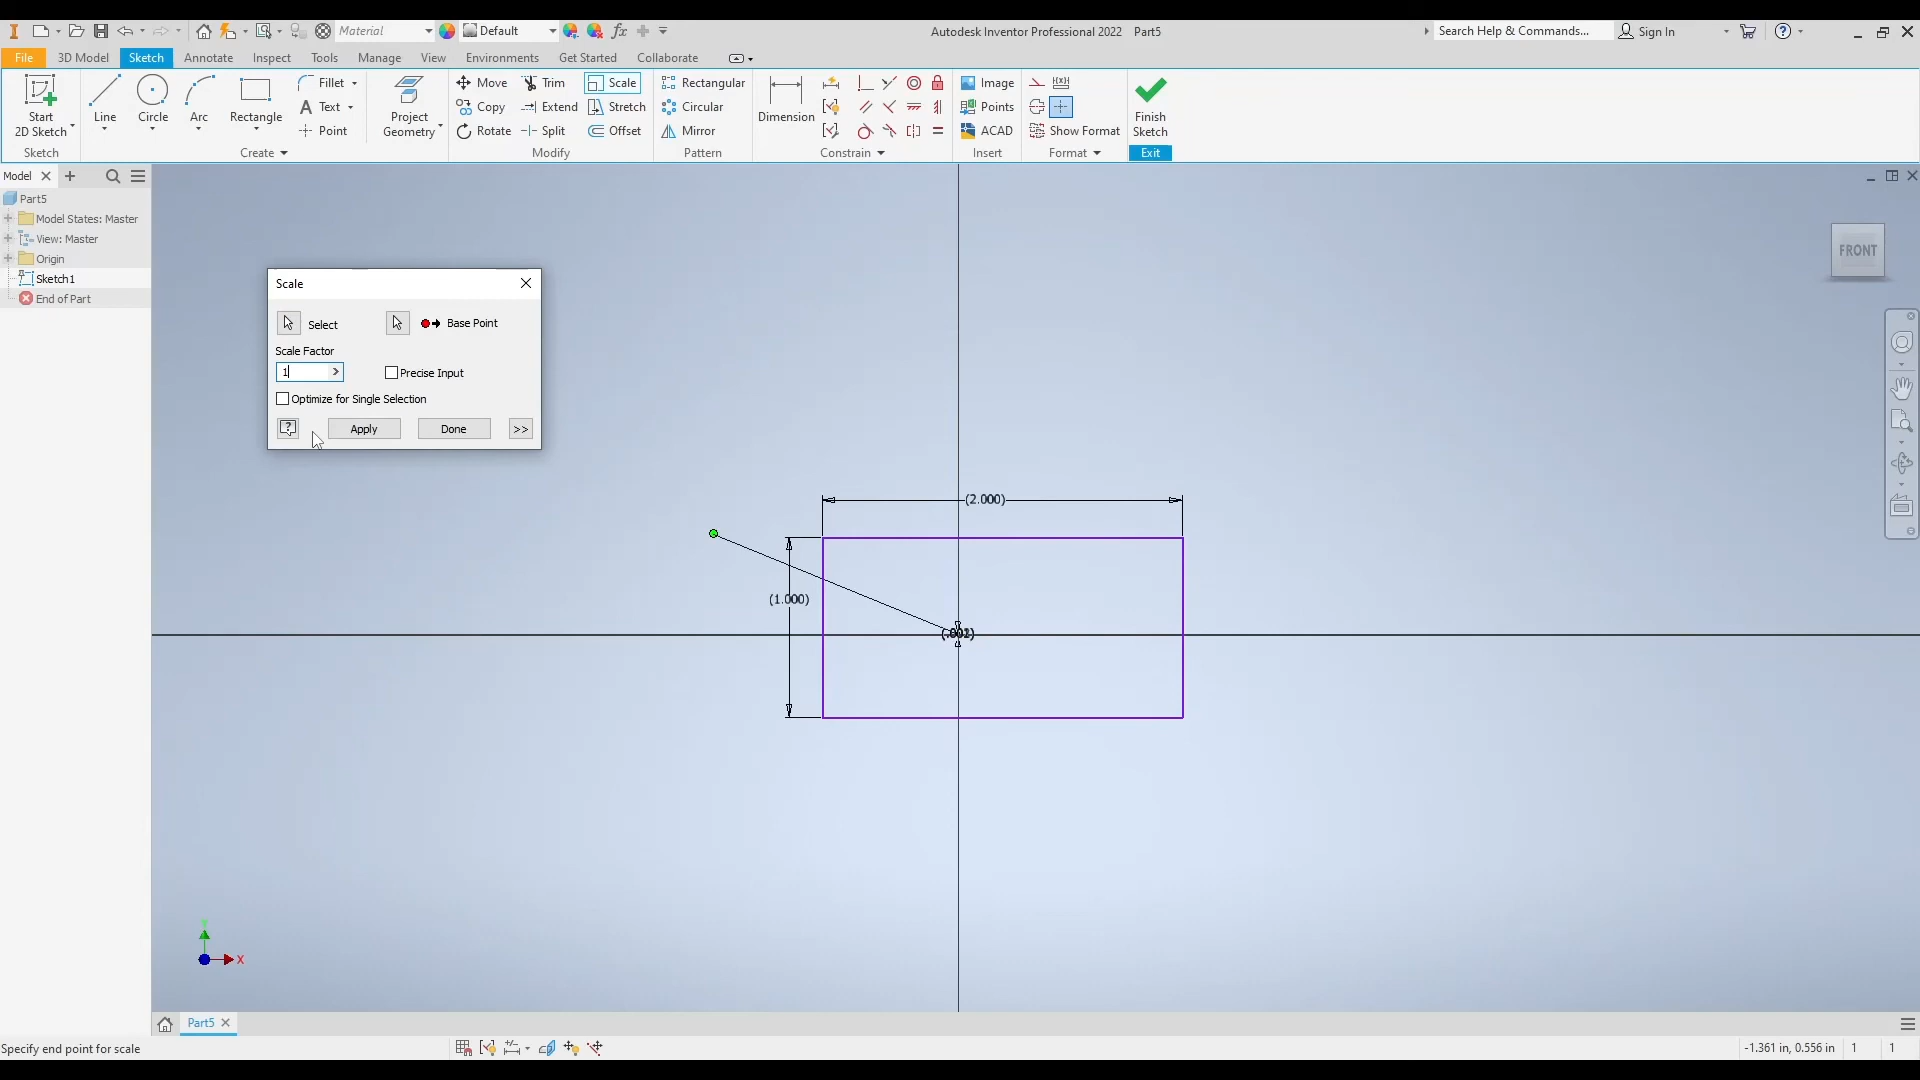 Material
Default
Autodesk Inventor Professional 2022 Part5
Search Help & Commands...
Sign In
File 3D Model Sketch Annotate Inspect Tools Manage View Environments Get Started Collaborate
Start
2D Sketch
Line
Circle
Arc
Rectangle
Fillet
Text
Point
Project
Geometry
Move Trim Scale
Copy Extend Stretch
Rotate Split Offset
Rectangular
Circular
Mirror
Dimension
Image
Points
ACAD
Show Format
Finish
Sketch
Sketch Create Modify Pattern Constrain Insert Format Exit
Model
Part5
Model States: Master
View: Master
Origin
Sketch1
End of Part
Scale
Select
Base Point
Scale Factor
1
Precise Input
Optimize for Single Selection
Apply Done >>
FRONT
(2.000)
(1.000)
X
Part5
Specify end point for scale
-1.361 in, 0.556 in 1 1